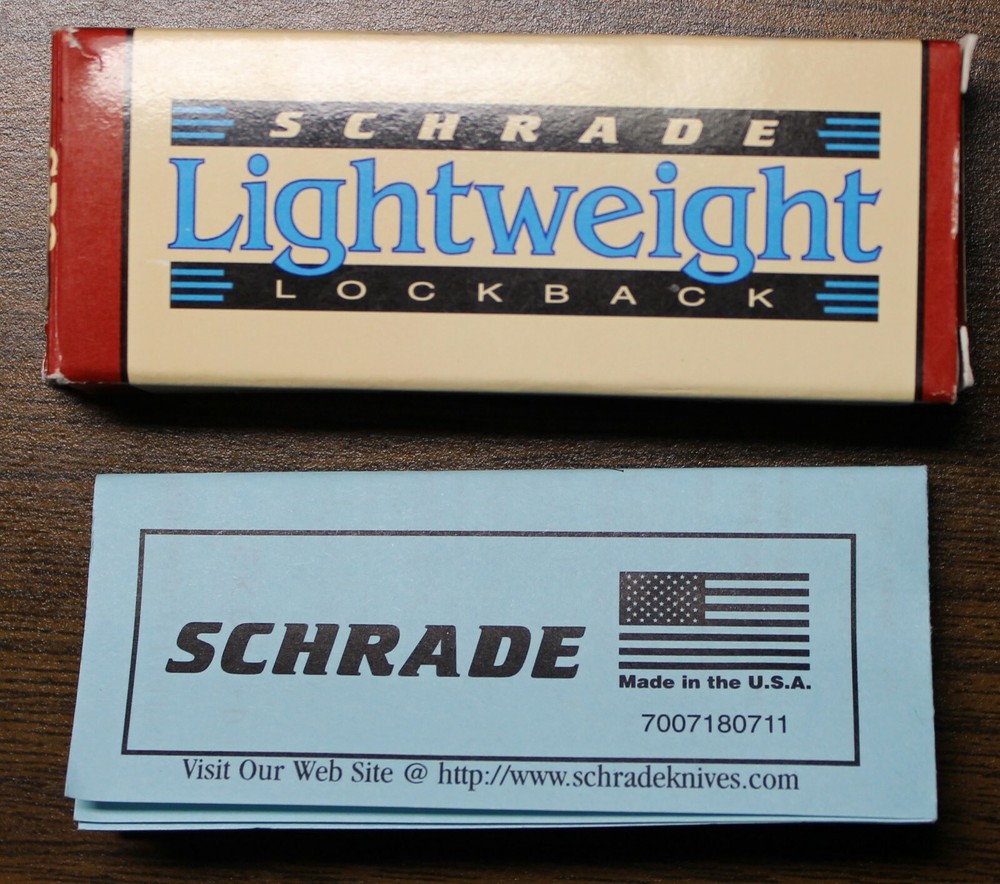 SCHRADE
Lightweight
LOCKBACK
SCHRADE
Made in the U.S.A.
7007180711
Visit Our Web Site @ http://www.schradeknives.com